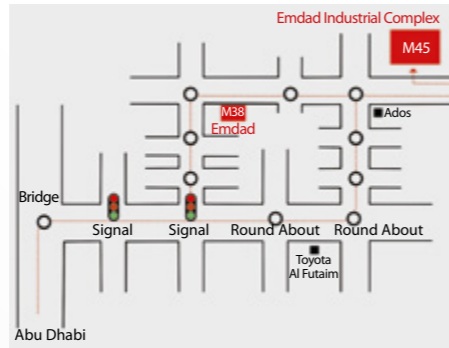 Emdad Industrial Complex
M45
M38
Emdad
Ados
Bridge
Signal
Signal
Round About
Round About
Toyota
Al Futaim
Abu Dhabi